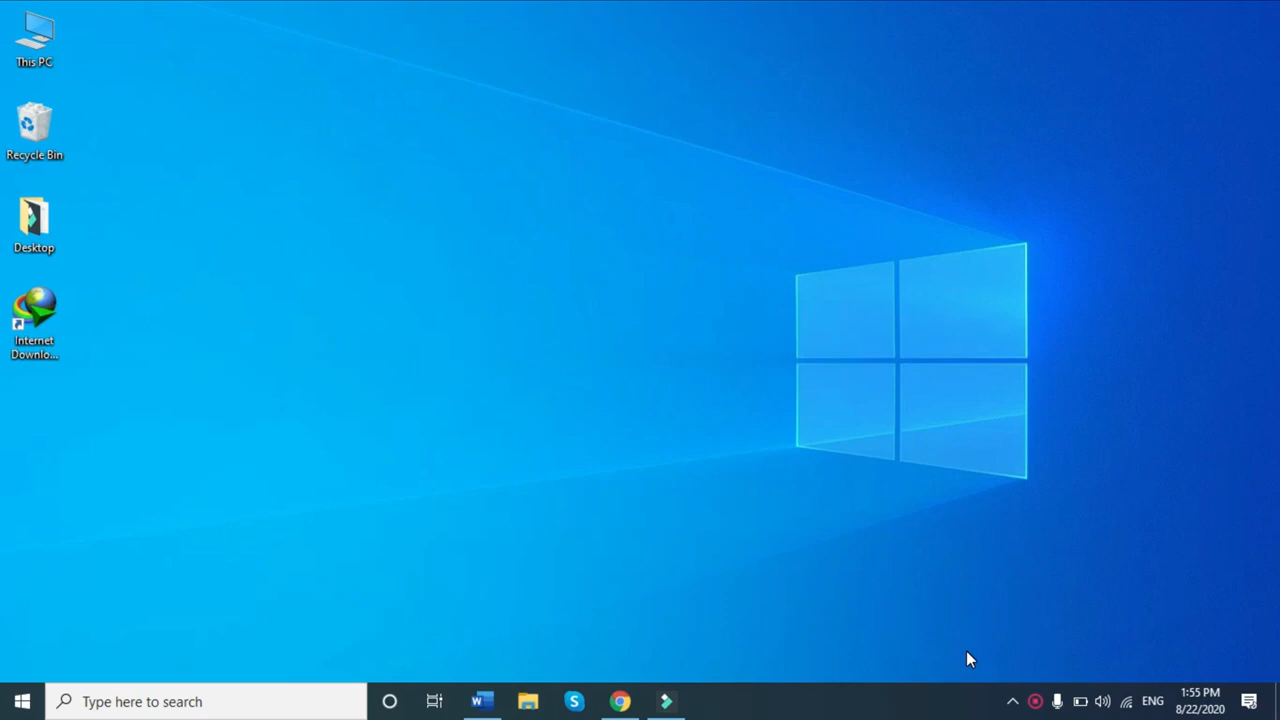 This PC
Recycle Bin
Desktop
Internet
Downlo...
Type here to search
W
S
ENG
1:55 PM
8/22/2020